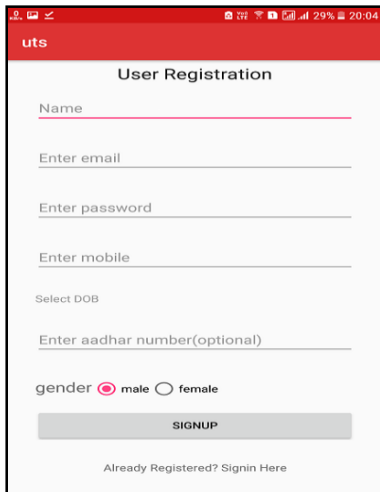 29% 20:04
uts
User Registration
Name
Enter email
Enter password
Enter mobile
Select DOB
Enter aadhar number(optional)
gender male female
SIGNUP
Already Registered? Signin Here